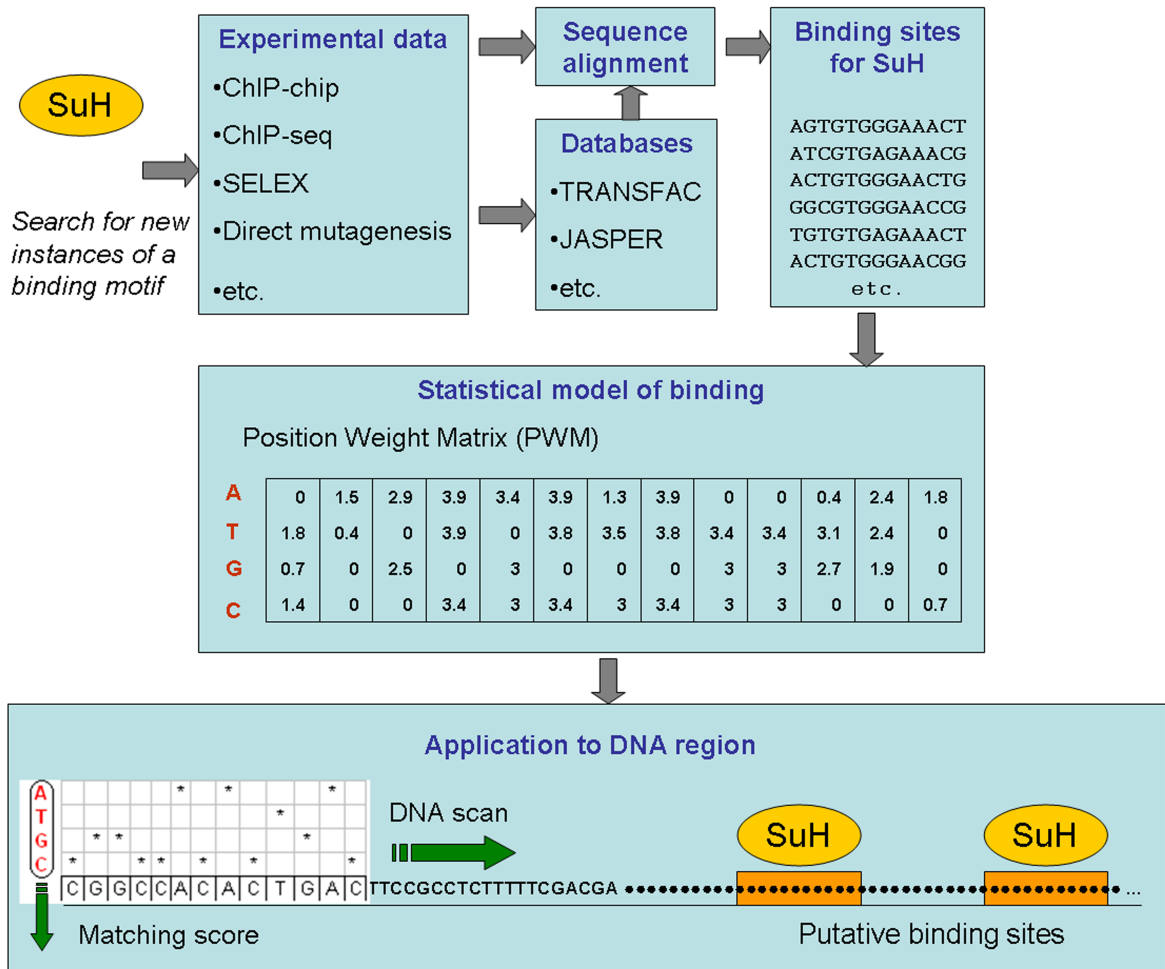 SuH
Search for new
instances of a
binding motif
Experimental data
•ChIP-chip
•ChIP-seq
•SELEX
•Direct mutagenesis
•etc.
Sequence
alignment
Databases
•TRANSFAC
•JASPER
•etc.
Binding sites
for SuH
AGTGTGGGAAACT
ATCGTGAGAAACG
ACTGTGGGAACTG
GGCGTGGGAACCG
TGTGTGAGAAACT
ACTGTGGGAACGG
etc.
Statistical model of binding
Position Weight Matrix (PWM)
A 0 1.5 2.9 3.9 3.4 3.9 1.3 3.9 0 0 0.4 2.4 1.8
T 1.8 0.4 0 3.9 0 3.8 3.5 3.8 3.4 3.4 3.1 2.4 0
G 0.7 0 2.5 0 3 0 0 0 3 3 2.7 1.9 0
C 1.4 0 0 3.4 3 3.4 3 3.4 3 3 0 0 0.7
Application to DNA region
A * * *
T *
G * * *
C * * * * * *
CGGCCACACTGACTTCCGCCTCTTTTTCGACGA ...
DNA scan
SuH
SuH
Matching score
Putative binding sites